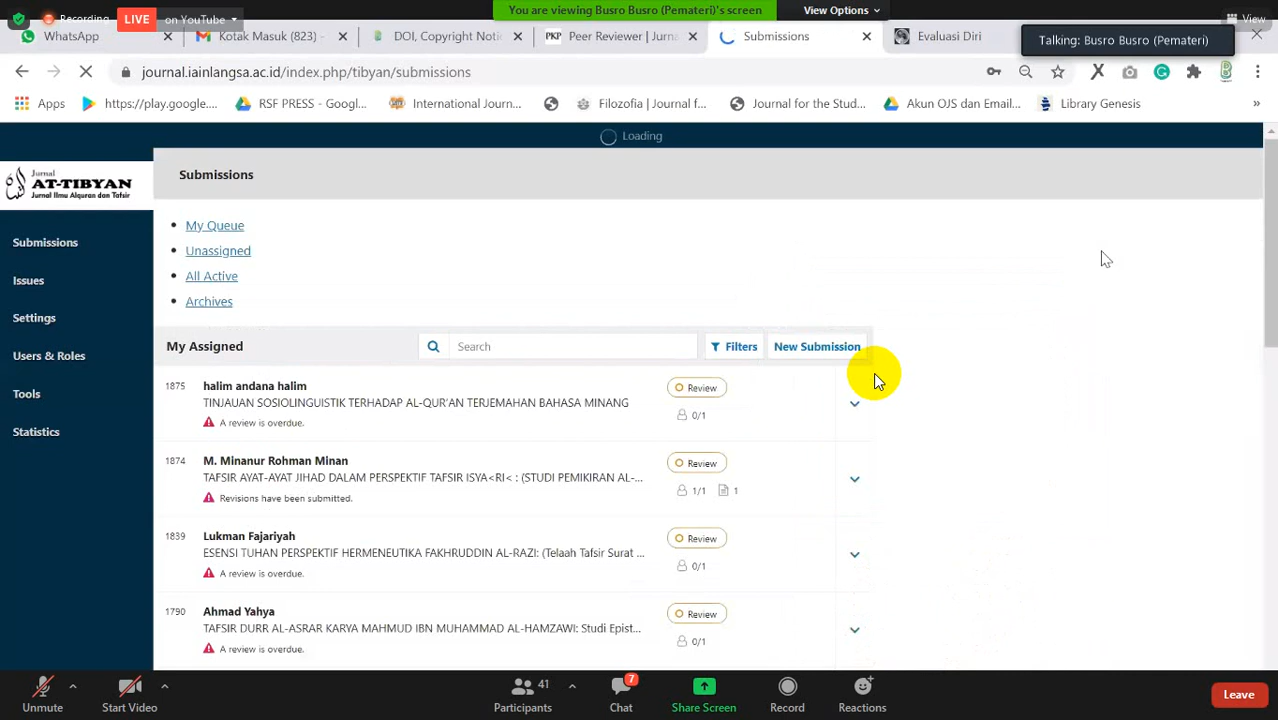 Recording
LIVE
on YouTube
You are viewing Busro Busro (Pemateri)'s screen
View Options
View
WhatsApp
Kotak Masuk (823) -
DOI, Copyright Notic
Peer Reviewer | Jurna
Submissions
Evaluasi Diri
Talking: Busro Busro (Pemateri)
journal.iainlangsa.ac.id/index.php/tibyan/submissions
Apps
https://play.google....
RSF PRESS - Googl...
International Journ...
Filozofia | Journal f...
Journal for the Stud...
Akun OJS dan Email...
Library Genesis
»
Loading
Jurnal
AT-TIBYAN
Jurnal Ilmu Alquran dan Tafsir
Submissions
Issues
Settings
Users & Roles
Tools
Statistics
Submissions
My Queue
Unassigned
All Active
Archives
My Assigned
Search
Filters
New Submission
1875
halim andana halim
TINJAUAN SOSIOLINGUISTIK TERHADAP AL-QUR'AN TERJEMAHAN BAHASA MINANG
A review is overdue.
Review
0/1
1874
M. Minanur Rohman Minan
TAFSIR AYAT-AYAT JIHAD DALAM PERSPEKTIF TAFSIR ISYA<RI< : (STUDI PEMIKIRAN AL-...
Revisions have been submitted.
Review
1/1
1
1839
Lukman Fajariyah
ESENSI TUHAN PERSPEKTIF HERMENEUTIKA FAKHRUDDIN AL-RAZI: (Telaah Tafsir Surat ...
A review is overdue.
Review
0/1
1790
Ahmad Yahya
TAFSIR DURR AL-ASRAR KARYA MAHMUD IBN MUHAMMAD AL-HAMZAWI: Studi Epist...
A review is overdue.
Review
0/1
Unmute
Start Video
41
Participants
7
Chat
Share Screen
Record
Reactions
Leave